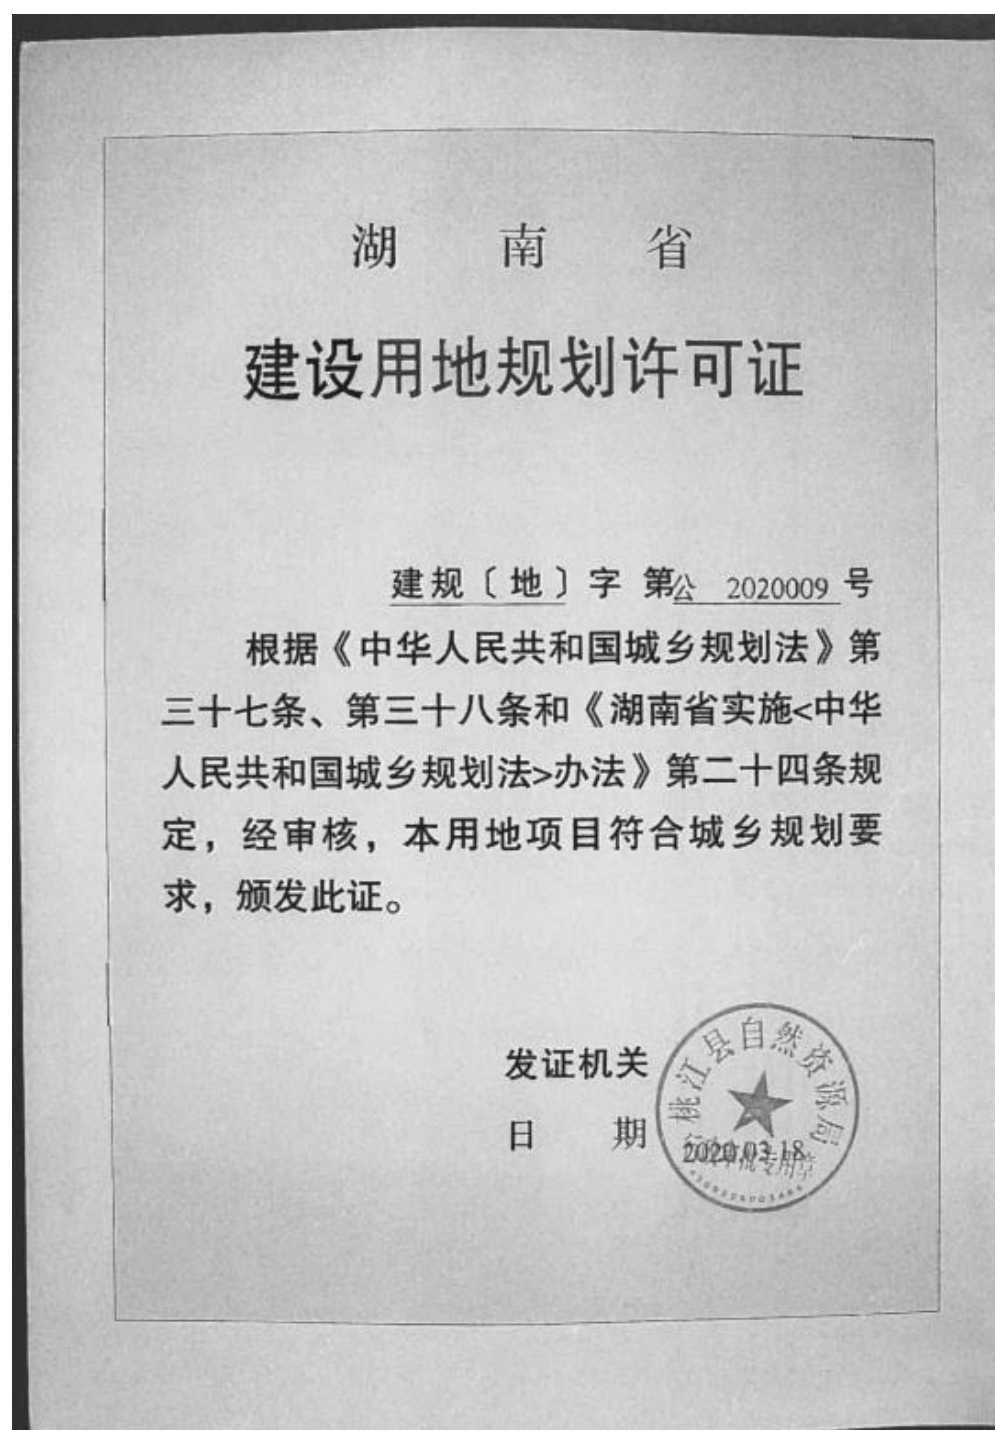 湖南省
建设用地规划许可证
建规〔地〕字 第公 2020009 号
根据《中华人民共和国城乡规划法》第
三十七条、第三十八条和《湖南省实施<中华
人民共和国城乡规划法>办法》第二十四条规
定，经审核，本用地项目符合城乡规划要
求，颁发此证。
发证机关
日期 2020.03.18
桃江县自然资源局
专用章